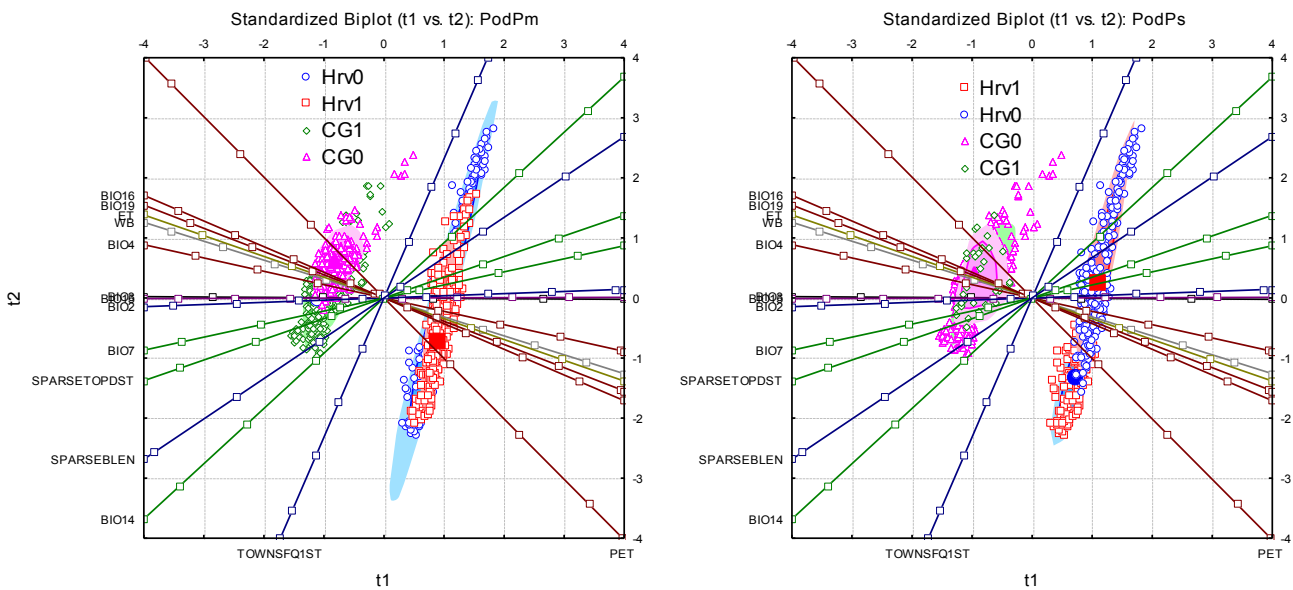 Standardized Biplot (t1 vs. t2): PodPm
-4 -3 -2 -1 0 1 2 3 4
Hrv0
Hrv1
CG1
CG0
4
3
2
1
0
-1
-2
-3
-4
BIO16
BIO19
ET
WB
BIO4
BIO2
BIO7
SPARSETOPDST
SPARSEBLEN
BIO14
TOWNSFQ1ST
PET
t2
t1
Standardized Biplot (t1 vs. t2): PodPs
-4 -3 -2 -1 0 1 2 3 4
Hrv1
Hrv0
CG0
CG1
4
3
2
1
0
-1
-2
-3
-4
BIO16
BIO19
ET
WB
BIO4
BIO2
BIO7
SPARSETOPDST
SPARSEBLEN
BIO14
TOWNSFQ1ST
PET
t1